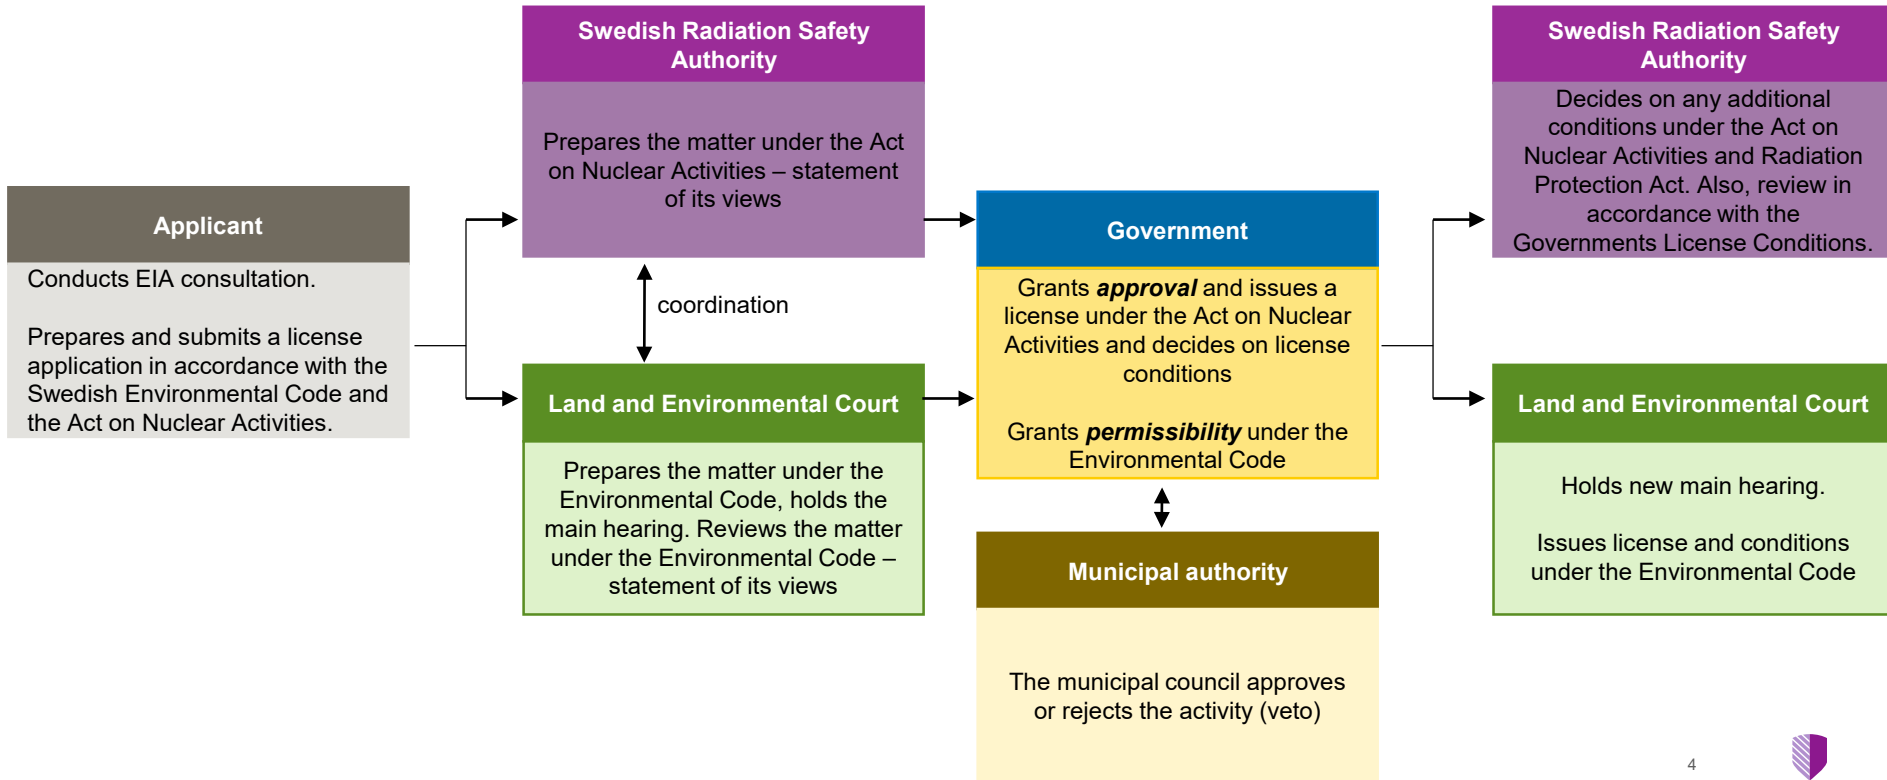 Applicant
Conducts EIA consultation.
Prepares and submits a license
application in accordance with the
Swedish Environmental Code and
the Act on Nuclear Activities.
Swedish Radiation Safety
Authority
Prepares the matter under the Act
on Nuclear Activities – statement
of its views
coordination
Land and Environmental Court
Prepares the matter under the
Environmental Code, holds the
main hearing. Reviews the matter
under the Environmental Code –
statement of its views
Government
Grants approval and issues a
license under the Act on Nuclear
Activities and decides on license
conditions
Grants permissibility under the
Environmental Code
Municipal authority
The municipal council approves
or rejects the activity (veto)
Swedish Radiation Safety
Authority
Decides on any additional
conditions under the Act on
Nuclear Activities and Radiation
Protection Act. Also, review in
accordance with the
Governments License Conditions.
Land and Environmental Court
Holds new main hearing.
Issues license and conditions
under the Environmental Code
4